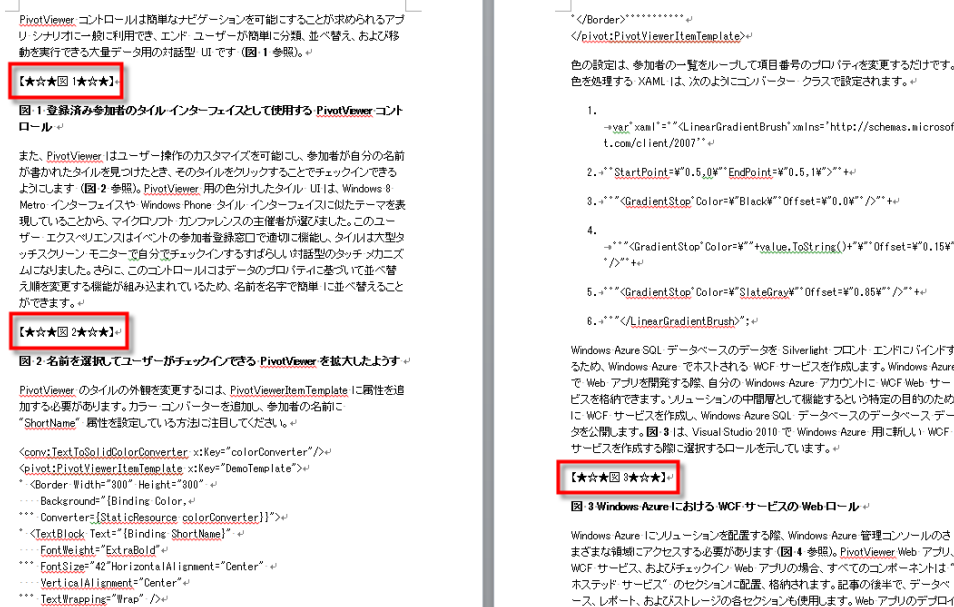 PivotViewer コントロールは簡単なナビゲーションを可能にすることが求められるアプ
リ シナリオに一般に利用でき、エンド ユーザーが簡単に分類、並べ替え、および移
動を実行できる大量データ用の対話型 UI です (図 1 参照)。
【★☆★図 1★☆★】
図 1 登録済み参加者のタイル インターフェイスとして使用する PivotViewer コント
ロール
また、PivotViewer はユーザー操作のカスタマイズを可能にし、参加者が自分の名前
が書かれたタイルを見つけたとき、そのタイルをクリックすることでチェックインできる
ようにします (図 2 参照)。PivotViewer 用の色分けしたタイル UI は、Windows 8
Metro インターフェイスや Windows Phone タイル インターフェイスに似たテーマを表
現していることから、マイクロソフト カンファレンスの主催者が選びました。このユー
ザー エクスペリエンスはイベントの参加者登録窓口で適切に機能し、タイルは大型タ
ッチスクリーン モニターで自分でチェックインするすばらしい対話型のタッチ メカニズ
ムになりました。さらに、このコントロールにはデータのプロパティに基づいて並べ替
え順を変更する機能が組み込まれているため、名前を名字で簡単 に並べ替えること
ができます。
【★☆★図 2★☆★】
図 2 名前を選択してユーザーがチェックインできる PivotViewer を拡大したようす
PivotViewer のタイルの外観を変更するには、PivotViewerItemTemplate に属性を追
加する必要があります。カラー コンバーターを追加し、参加者の名前に
"ShortName" 属性を設定している方法に注目してください。
<conv:TextToSolidColorConverter x:Key="colorConverter"/>
<pivot:PivotViewerItemTemplate x:Key="DemoTemplate">
<Border Width="300" Height="300"
Background="{Binding Color,
Converter={StaticResource colorConverter}}">
<TextBlock Text="{Binding ShortName}"
FontWeight="ExtraBold"
FontSize="42"HorizontalAlignment="Center"
VerticalAlignment="Center"
TextWrapping="Wrap" />
</Border>
</pivot:PivotViewerItemTemplate>
色の設定は、参加者の一覧をループして項目番号のプロパティを変更するだけです。
色を処理する XAML は、次のようにコンバーター クラスで設定されます。
1.
var xaml = "<LinearGradientBrush xmlns='http://schemas.microsof
t.com/client/2007'
2. StartPoint=¥"0.5,0¥" EndPoint=¥"0.5,1¥">" +
3. "<GradientStop Color=¥"Black¥" Offset=¥"0.0¥" />" +
4.
"<GradientStop Color=¥""+value.ToString()+"¥" Offset=¥"0.15¥"
/>" +
5. "<GradientStop Color=¥"SlateGray¥" Offset=¥"0.85¥" />" +
6. "</LinearGradientBrush>";
Windows Azure SQL データベースのデータを Silverlight フロント エンドにバインドす
るため、Windows Azure でホストされる WCF サービスを作成します。Windows Azure
で Web アプリを開発する際、自分の Windows Azure アカウントに WCF Web サー
ビスを格納できます。ソリューションの中間層として機能するという特定の目的のため
に WCF サービスを作成し、Windows Azure SQL データベースのデータベース デー
タを公開します。図 3 は、Visual Studio 2010 で Windows Azure 用に新しい WCF
サービスを作成する際に選択するロールを示しています。
【★☆★図 3★☆★】
図 3 Windows Azure における WCF サービスの Web ロール
Windows Azure にソリューションを配置する際、Windows Azure 管理コンソールのさ
まざまな領域にアクセスする必要があります (図 4 参照)。PivotViewer Web アプリ、
WCF サービス、およびチェックイン Web アプリの場合、すべてのコンポーネントは "
ホステッド サービス" のセクションに配置、格納されます。記事の後半で、データベ
ース、レポート、およびストレージの各セクションも使用します。Web アプリのデプロイ